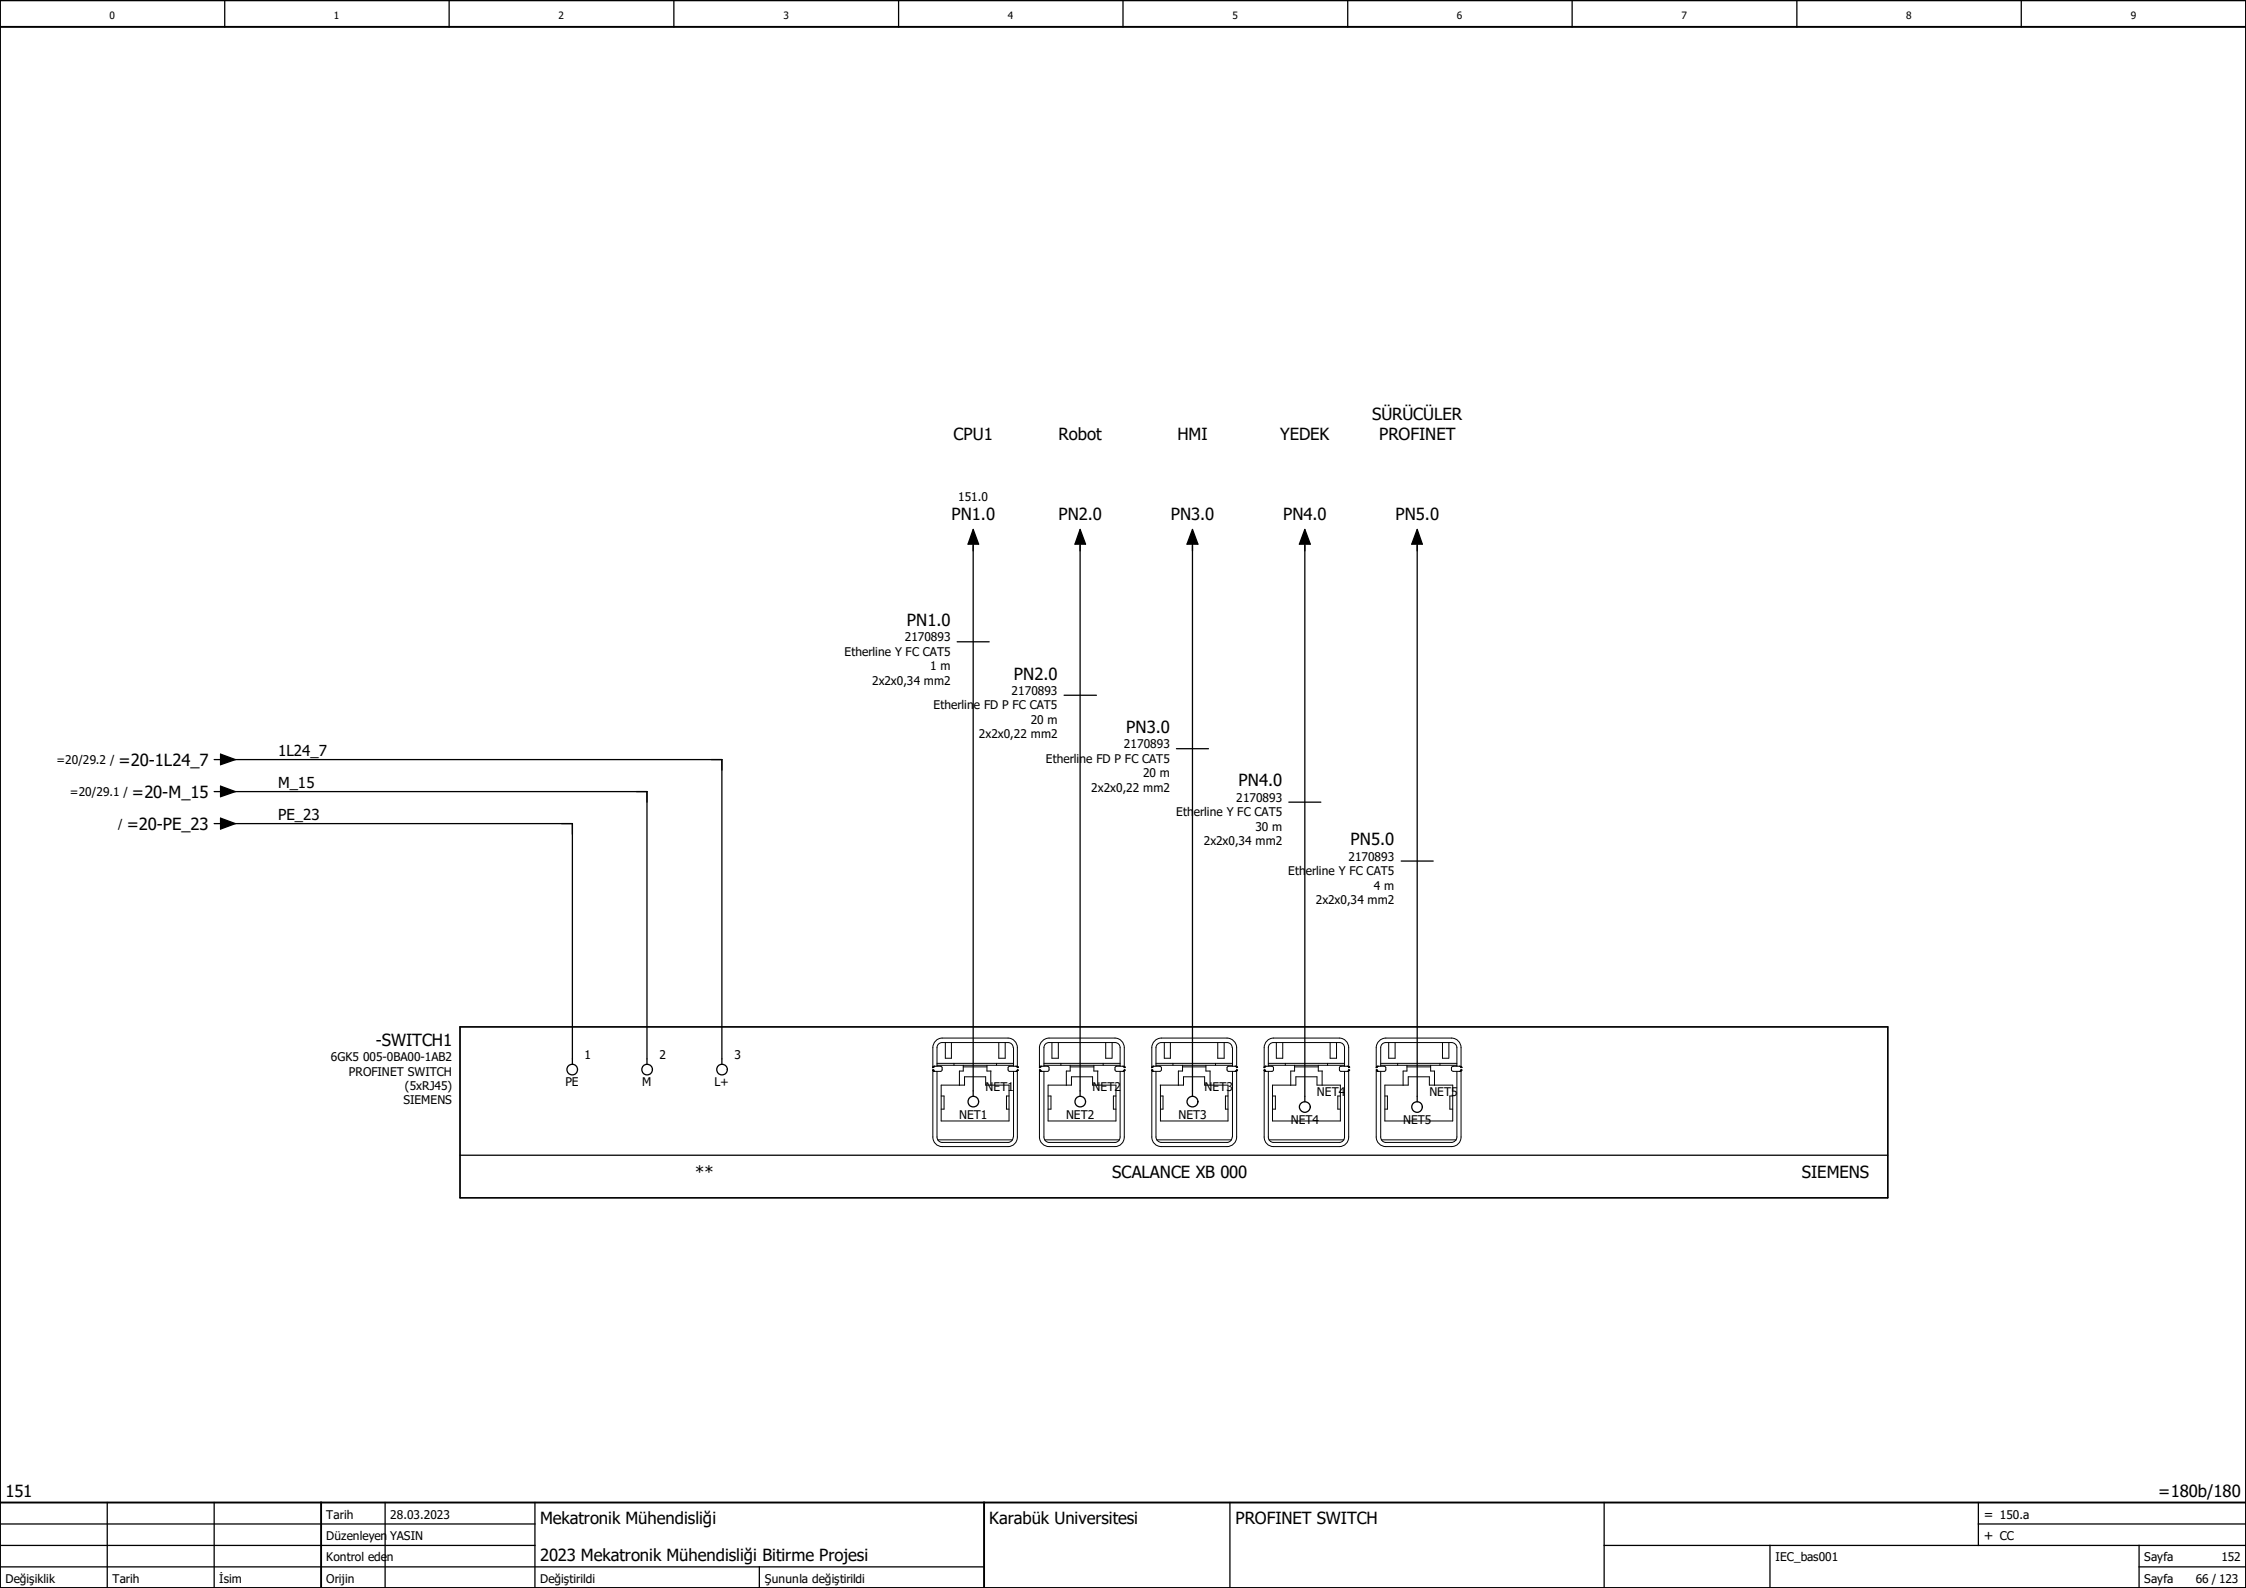 0 1 2 3 4 5 6 7 8 9
SÜRÜCÜLER
CPU1 Robot HMI YEDEK PROFINET
151.0
PN1.0 PN2.0 PN3.0 PN4.0 PN5.0
PN1.0
2170893
Etherline Y FC CAT5
1 m
2x2x0,34 mm2
PN2.0
2170893
Etherline FD P FC CAT5
20 m
2x2x0,22 mm2
PN3.0
2170893
Etherline FD P FC CAT5
20 m
2x2x0,22 mm2
PN4.0
2170893
Etherline Y FC CAT5
30 m
2x2x0,34 mm2
PN5.0
2170893
Etherline Y FC CAT5
4 m
2x2x0,34 mm2
=20/29.2 / =20-1L24_7 1L24_7
=20/29.1 / =20-M_15 M_15
/ =20-PE_23 PE_23
-SWITCH1
6GK5 005-0BA00-1AB2
PROFINET SWITCH
(5xRJ45)
SIEMENS
1 2 3
PE M L+
NET1 NET2 NET3 NET4 NET5
NET1 NET2 NET3 NET4 NET5
** SCALANCE XB 000 SIEMENS
151 =180b/180
Tarih 28.03.2023
Düzenleyen YASIN
Kontrol eden
Değişiklik Tarih İsim Orijin
Mekatronik Mühendisliği
2023 Mekatronik Mühendisliği Bitirme Projesi
Değiştirildi Şununla değiştirildi
Karabük Universitesi
PROFINET SWITCH
= 150.a
+ CC
IEC_bas001
Sayfa 152
Sayfa 66 / 123